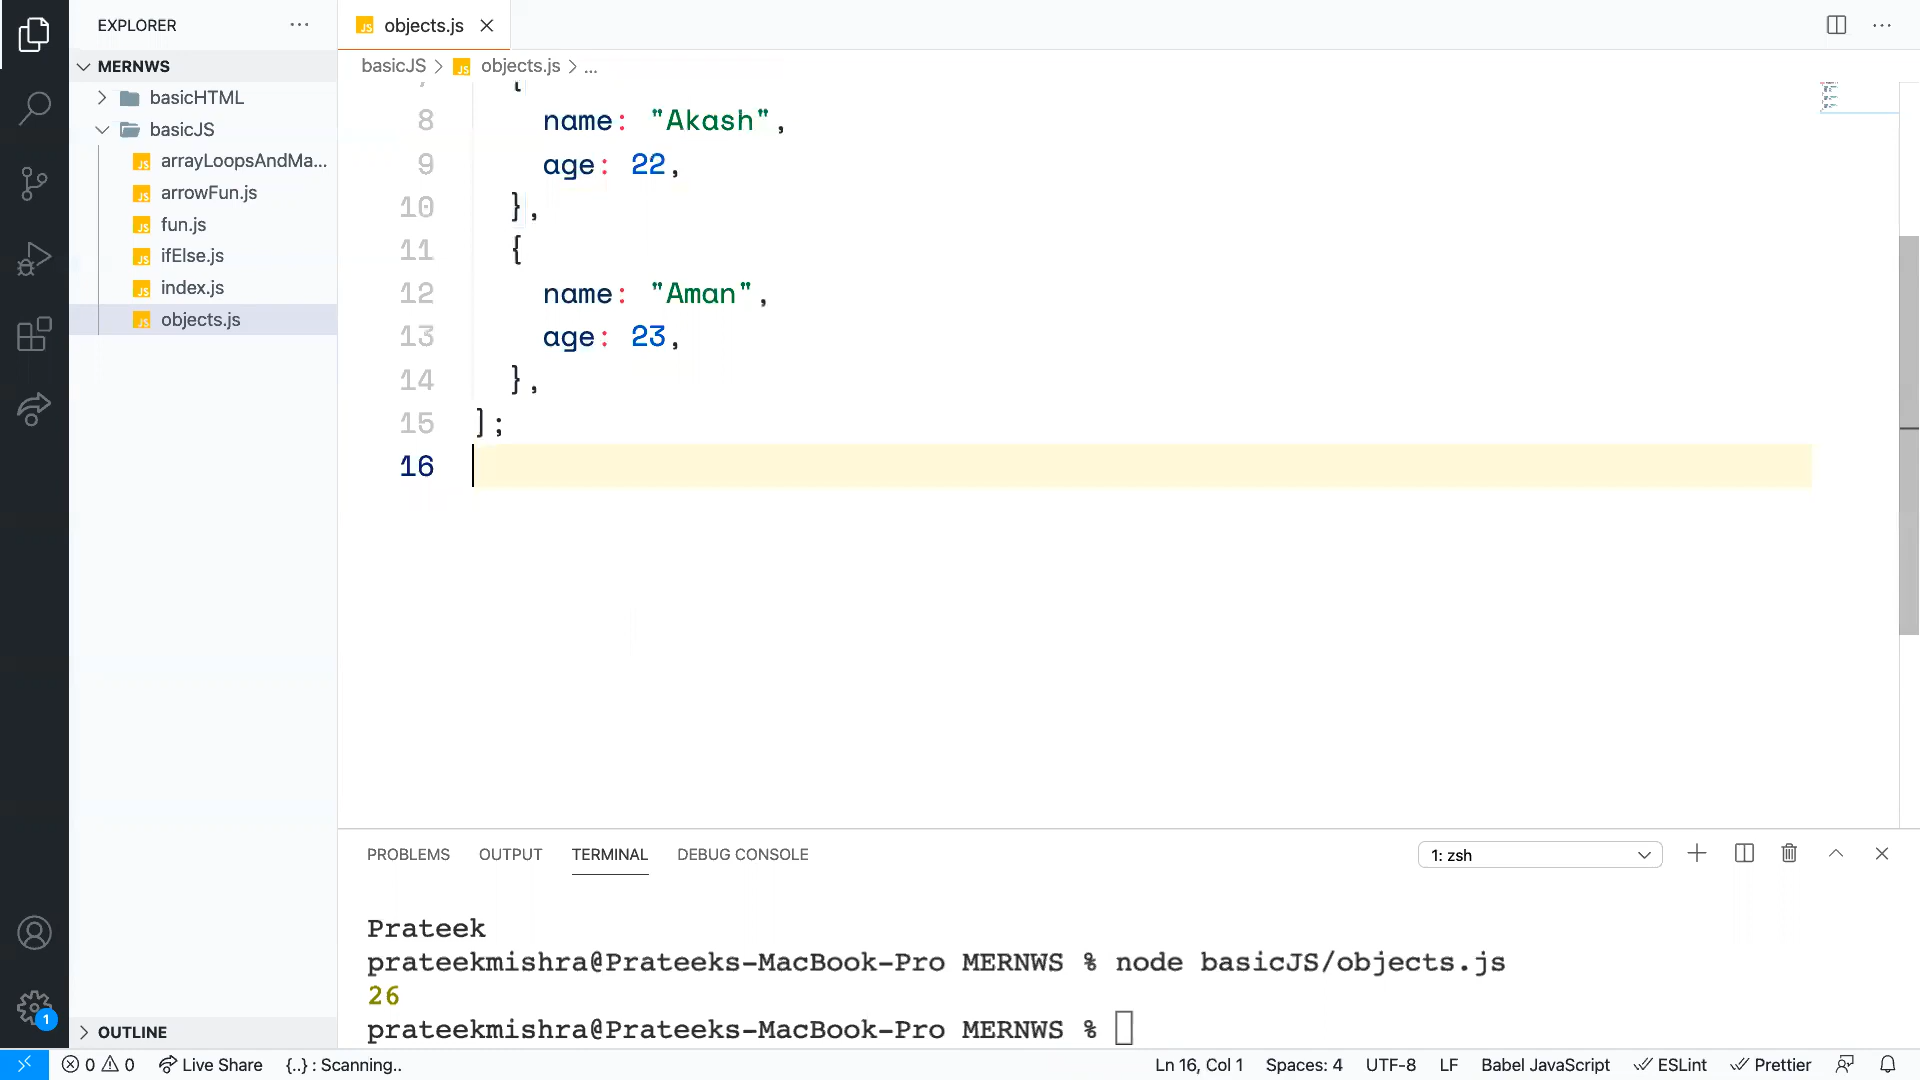 EXPLORER
objects.js
MERNWS
basicJS > objects.js > ...
basicHTML
basicJS
arrayLoopsAndMa...
arrowFun.js
fun.js
ifElse.js
index.js
objects.js
{
8 name: "Akash",
9 age: 22,
10 },
11 {
12 name: "Aman",
13 age: 23,
14 },
15 ];
16
PROBLEMS OUTPUT TERMINAL DEBUG CONSOLE
1: zsh
Prateek
prateekmishra@Prateeks-MacBook-Pro MERNWS % node basicJS/objects.js
26
prateekmishra@Prateeks-MacBook-Pro MERNWS %
1
OUTLINE
0 0 Live Share {..} : Scanning.. Ln 16, Col 1 Spaces: 4 UTF-8 LF Babel JavaScript ESLint Prettier